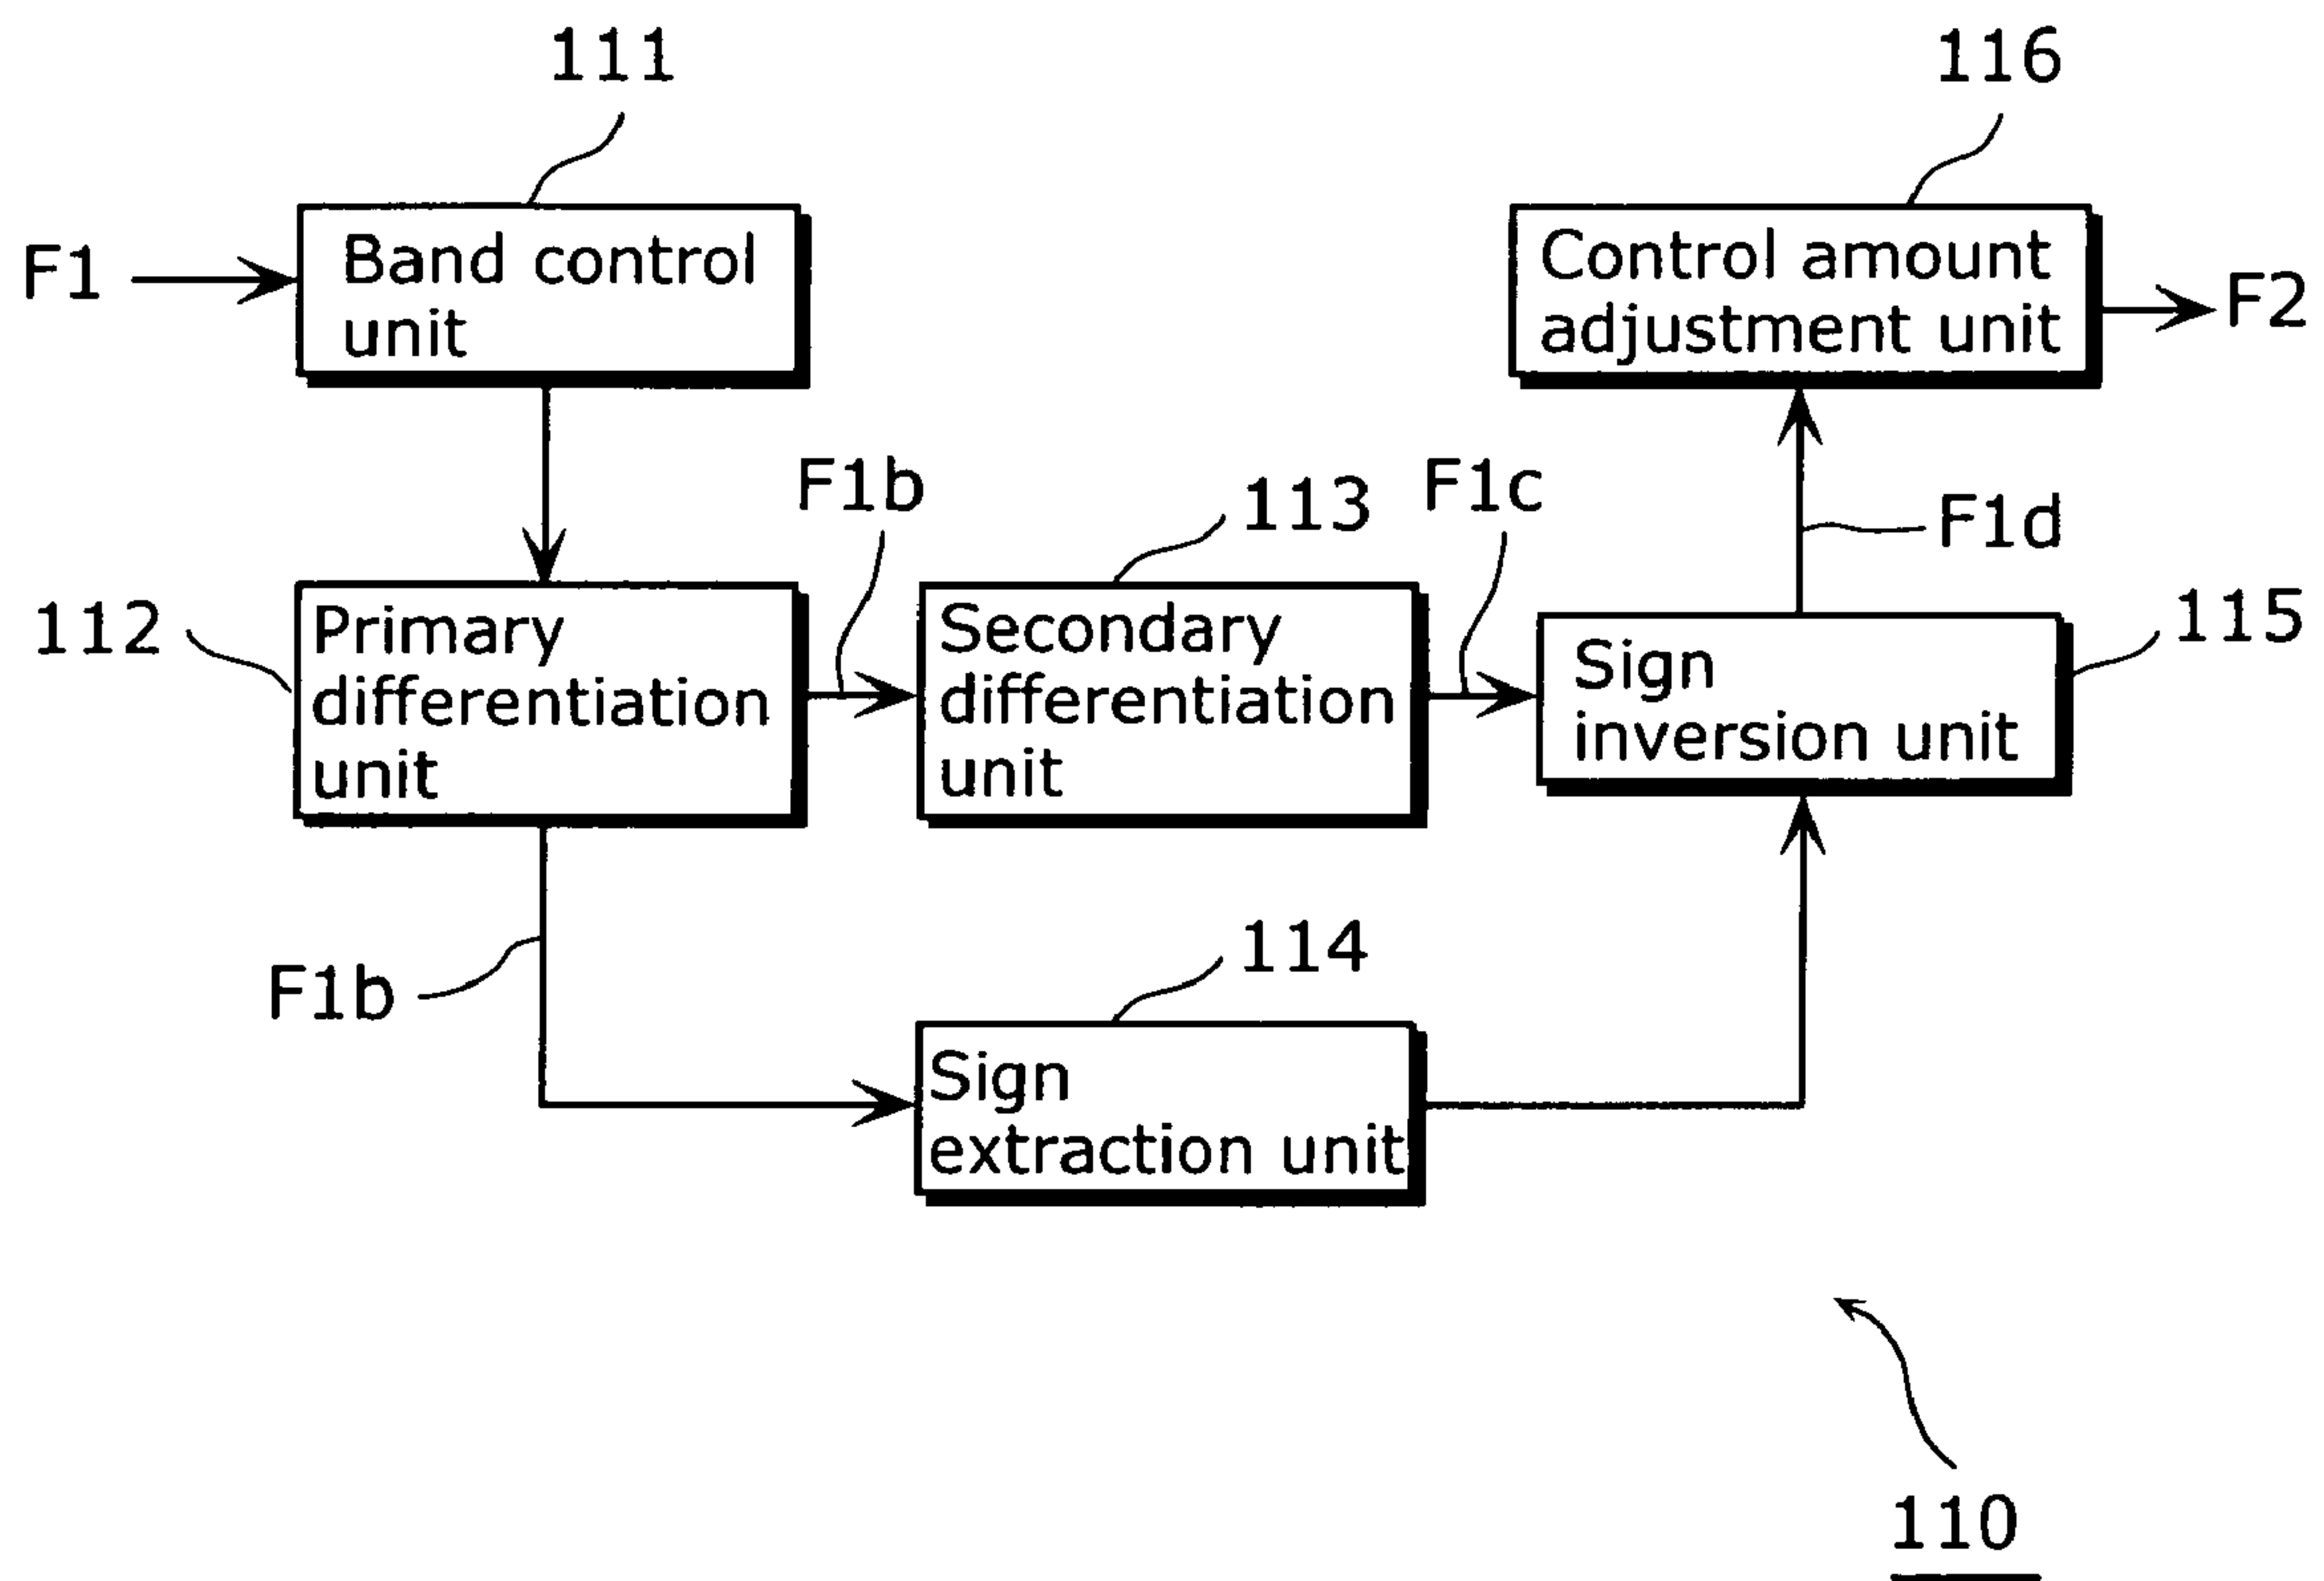 111
116
F1
Band control
unit
Control amount
adjustment unit
F2
F1b
113
F1c
F1d
112
Primary
differentiation
unit
Secondary
differentiation
unit
Sign
inversion unit
115
F1b
114
Sign
extraction unit
110